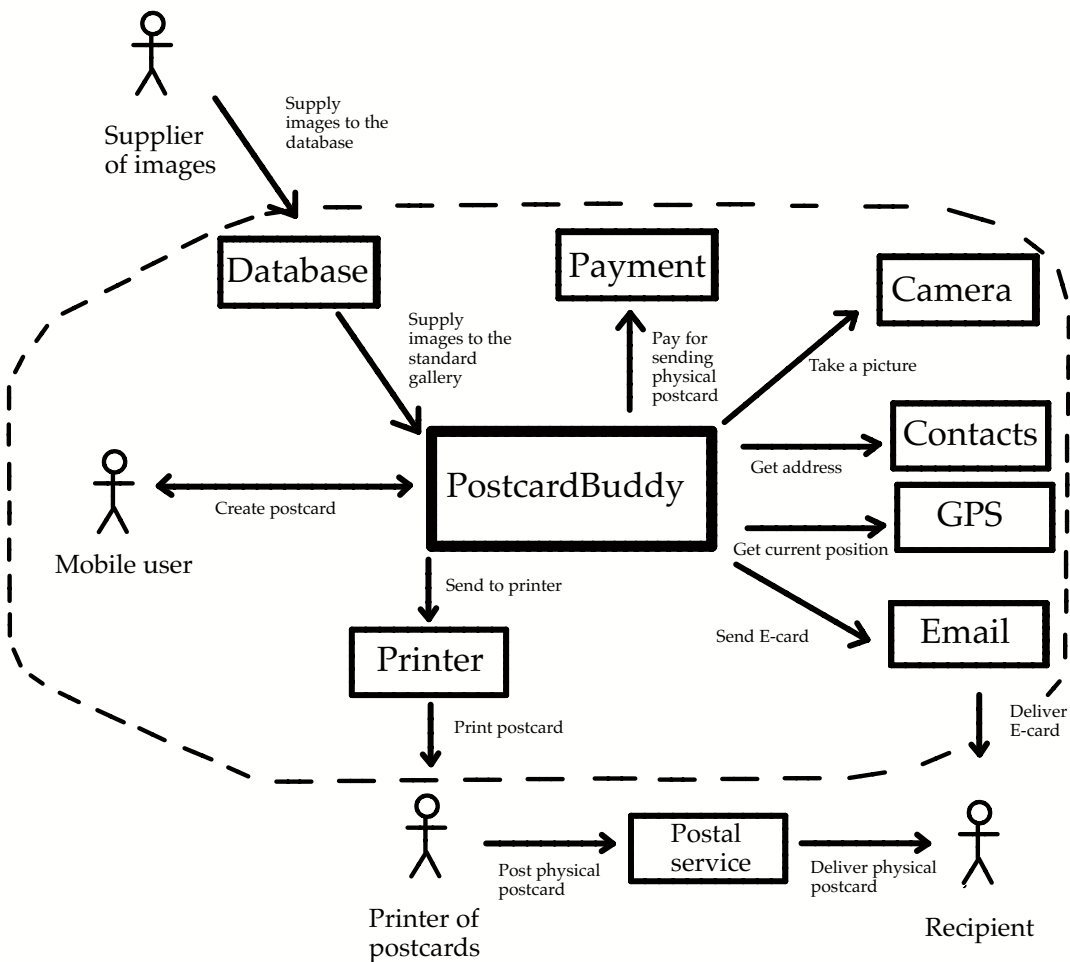 Supply
images to the
database
Supplier
of images
Database
Payment
Camera
Supply
images to the
standard
gallery
Pay for
sending
physical
postcard
Take a picture
Contacts
Get address
PostcardBuddy
GPS
Create postcard
Get current position
Mobile user
Send to printer
Email
Send E-card
Printer
Print postcard
Deliver
E-card
Postal
service
Post physical
postcard
Deliver physical
postcard
Printer of
postcards
Recipient